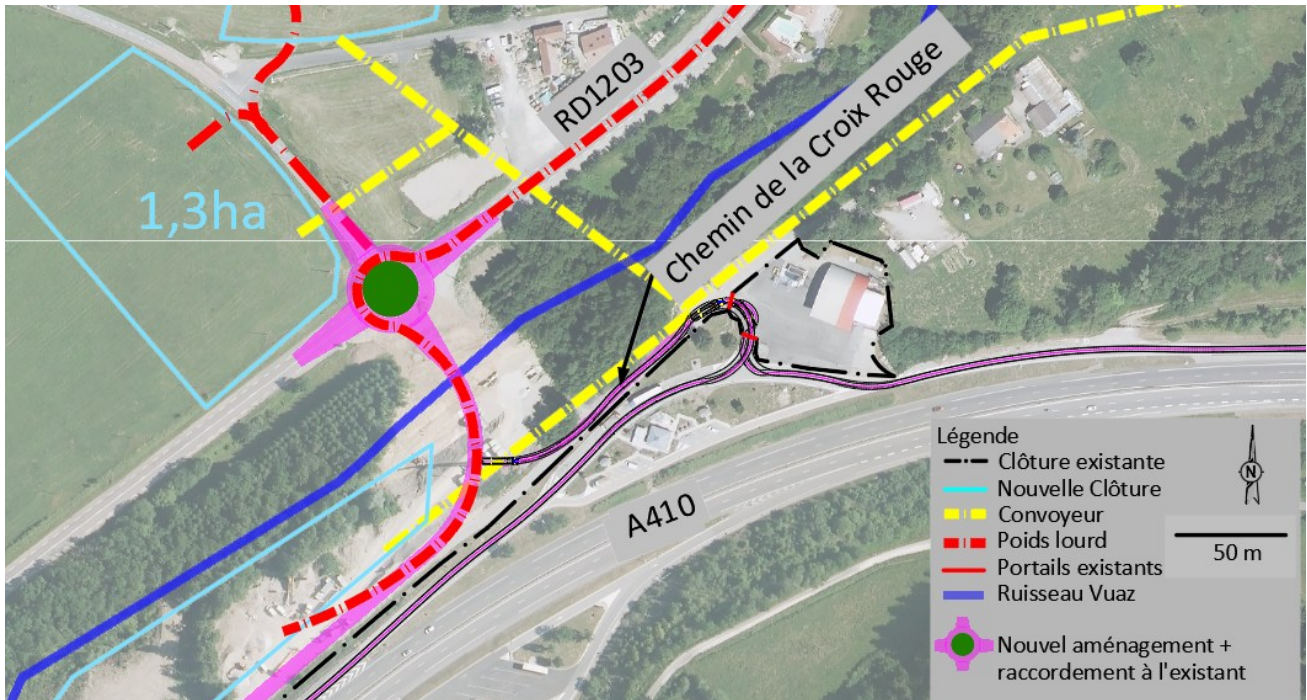 RD1203
Chemin de la Croix Rouge
1,3ha
A410
Légende
Clôture existante
Nouvelle Clôture
Convoyeur
Poids lourd
Portails existants
Ruisseau Vuaz
Nouvel aménagement +
raccordement à l'existant
N
50 m